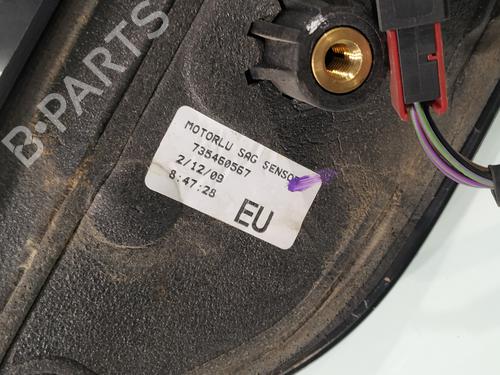 B-PARTS
MOTORLU SAG SENSOR
735460567
2/12/09
8:47:28
EU